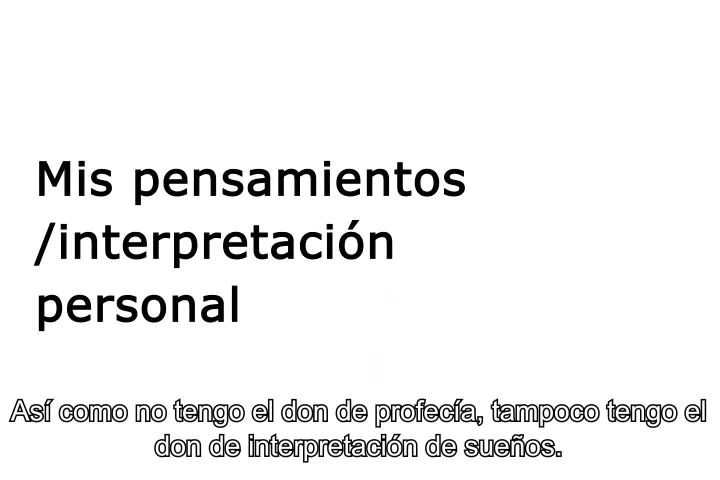 Mis pensamientos
/interpretación
personal
Así como no tengo el don de profecía, tampoco tengo el
don de interpretación de sueños.